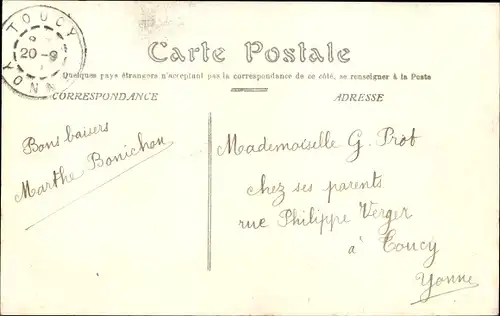 TOUCY
20-9
YONNE
Carte Postale
Quelques pays étrangers n'acceptant pas la correspondance de ce côté, se renseigner à la Poste
CORRESPONDANCE
ADRESSE
Bons baisers
Marthe Bonichon
Mademoiselle G. Prot
chez ses parents
rue Philippe Verger
à Toucy
Yonne